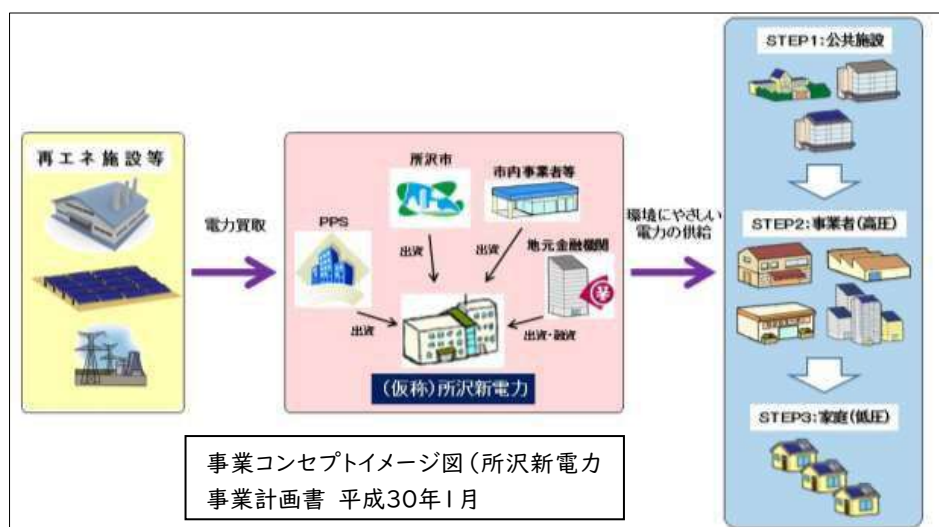 再エネ施設等
電力買取
所沢市
市内事業者等
PPS
地元金融機関
出資
出資
出資
出資・融資
（仮称）所沢新電力
環境にやさしい
電力の供給
STEP1：公共施設
STEP2：事業者（高圧）
STEP3：家庭（低圧）
事業コンセプトイメージ図（所沢新電力
事業計画書 平成30年1月